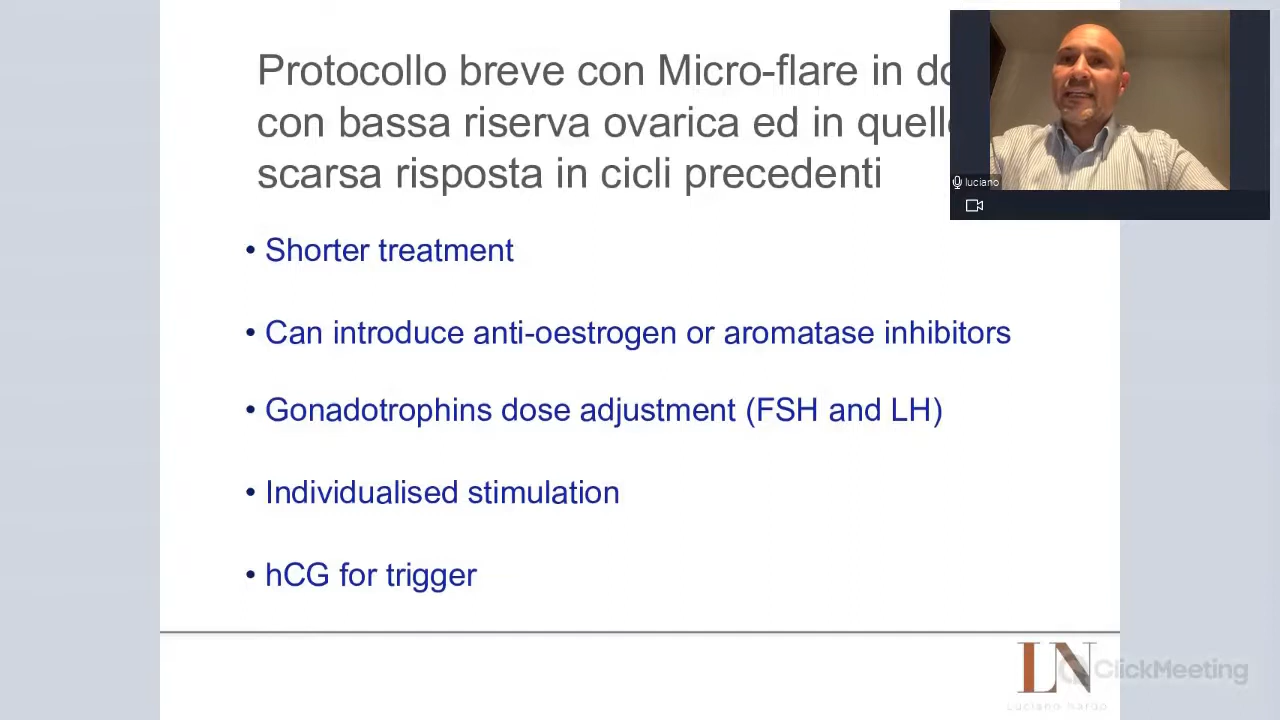 Protocollo breve con Micro-flare in
con bassa riserva ovarica ed in
scarsa risposta in cicli precedenti
luciano
• Shorter treatment
• Can introduce anti-oestrogen or aromatase inhibitors
• Gonadotrophins dose adjustment (FSH and LH)
• Individualised stimulation
• hCG for trigger
LN
ClickMeeting
Luciano Nardo